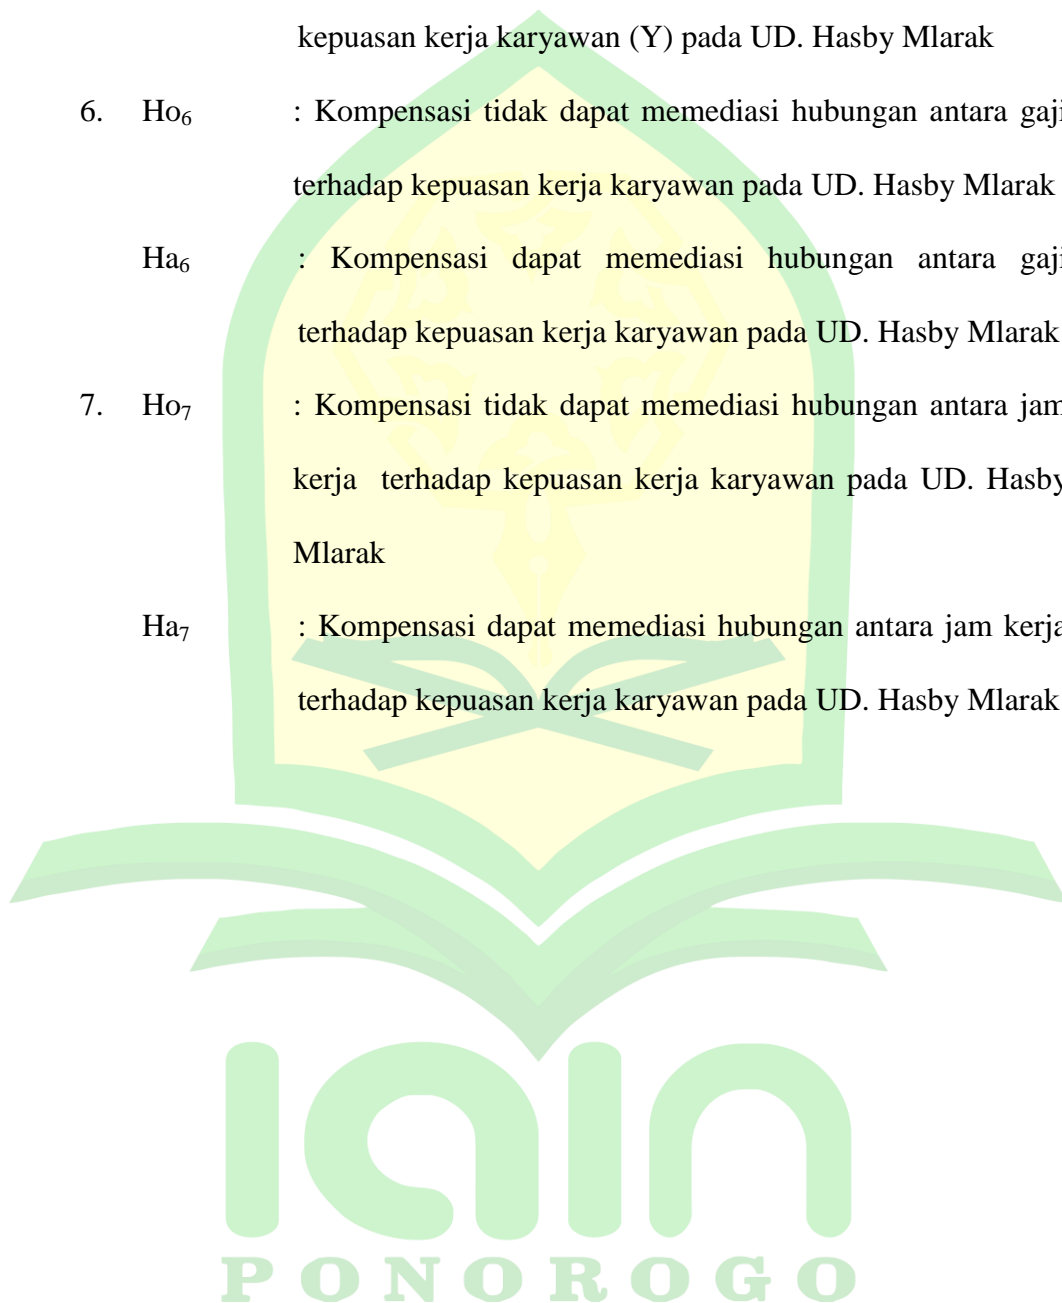 kepuasan kerja karyawan (Y) pada UD. Hasby Mlarak
6. Ho₆ : Kompensasi tidak dapat memediasi hubungan antara gaji
terhadap kepuasan kerja karyawan pada UD. Hasby Mlarak
Ha₆ : Kompensasi dapat memediasi hubungan antara gaji
terhadap kepuasan kerja karyawan pada UD. Hasby Mlarak
7. Ho₇ : Kompensasi tidak dapat memediasi hubungan antara jam
kerja terhadap kepuasan kerja karyawan pada UD. Hasby
Mlarak
Ha₇ : Kompensasi dapat memediasi hubungan antara jam kerja
terhadap kepuasan kerja karyawan pada UD. Hasby Mlarak
iain
PONOROGO